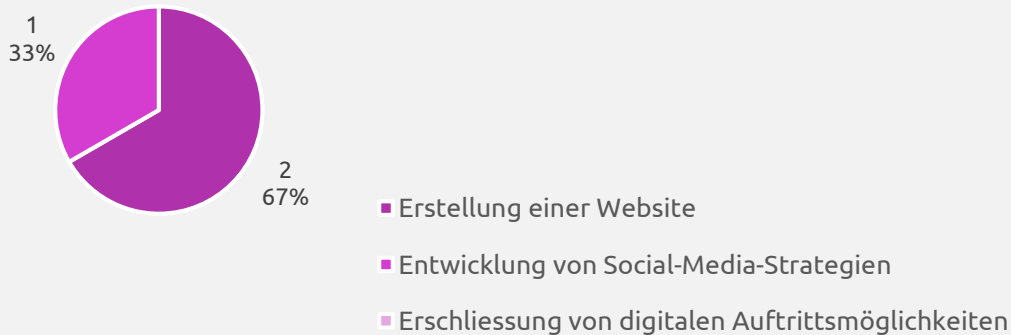 1
33%
2
67%
Erstellung einer Website
Entwicklung von Social-Media-Strategien
Erschliessung von digitalen Auftrittsmöglichkeiten